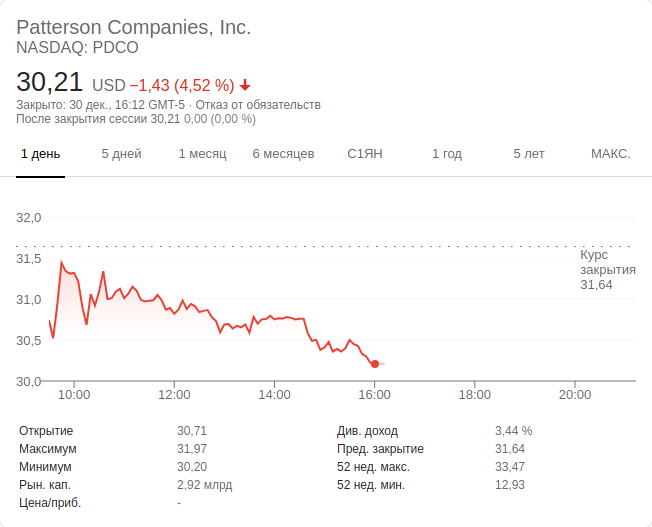 Patterson Companies, Inc.
NASDAQ: PDCO
30,21 USD −1,43 (4,52 %)
Закрыто: 30 дек., 16:12 GMT-5 · Отказ от обязательств
После закрытия сессии 30,21 0,00 (0,00 %)
1 день 5 дней 1 месяц 6 месяцев С1ЯН 1 год 5 лет МАКС.
32,0
Курс
31,5 закрытия
31,64
31,0
30,5
30,0
10:00 12:00 14:00 16:00 18:00 20:00
Открытие 30,71 Див. доход 3,44 %
Максимум 31,97 Пред. закрытие 31,64
Минимум 30,20 52 нед. макс. 33,47
Рын. кап. 2,92 млрд 52 нед. мин. 12,93
Цена/приб. -